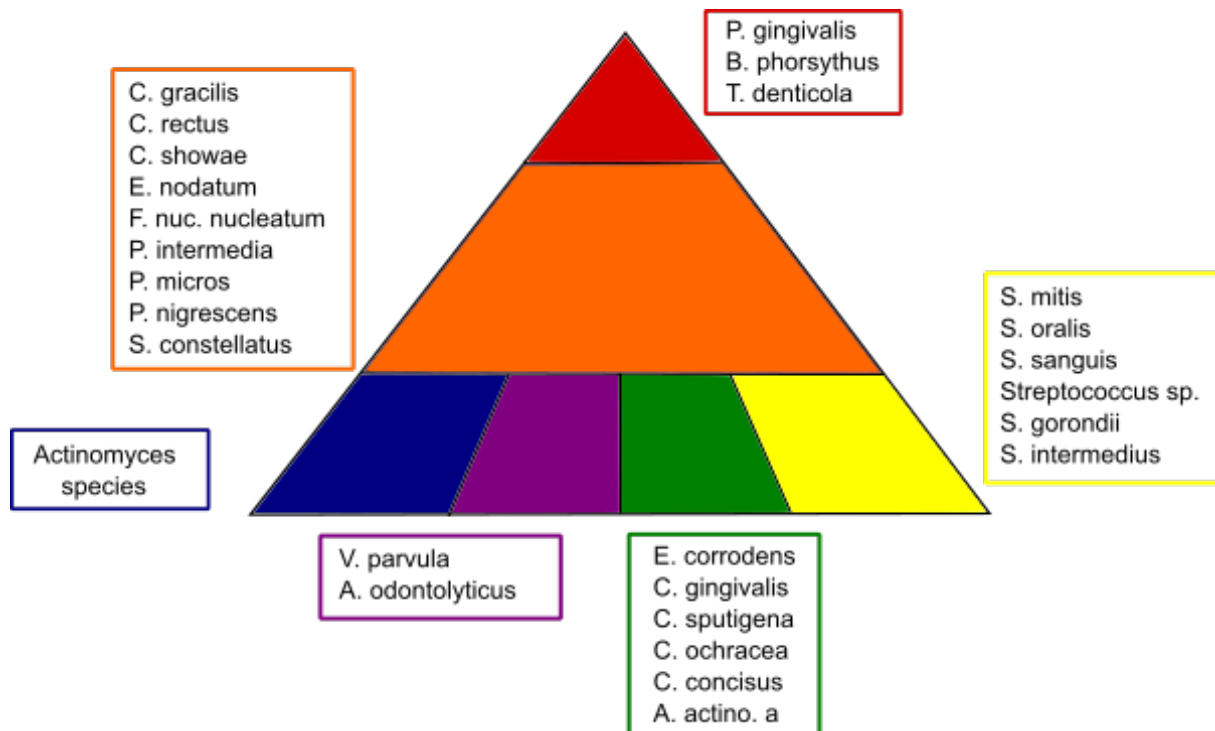 P. gingivalis
B. phorsythus
T. denticola
C. gracilis
C. rectus
C. showae
E. nodatum
F. nuc. nucleatum
P. intermedia
P. micros
P. nigrescens
S. constellatus
S. mitis
S. oralis
S. sanguis
Streptococcus sp.
S. gorondii
S. intermedius
Actinomyces
species
V. parvula
A. odontolyticus
E. corrodens
C. gingivalis
C. sputigena
C. ochracea
C. concisus
A. actino. a